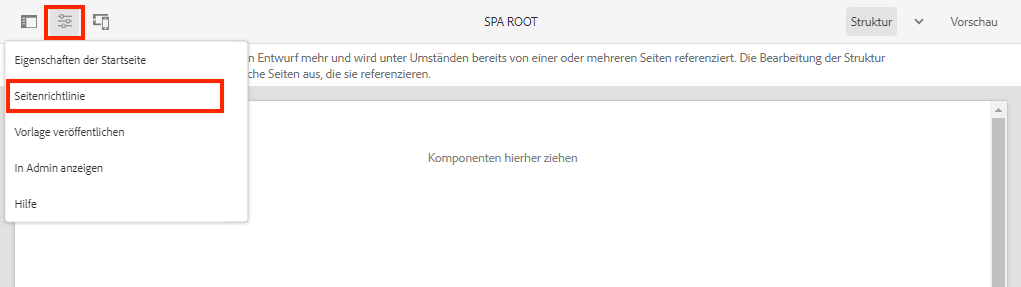 SPA ROOT
Struktur
Vorschau
Eigenschaften der Startseite
n Entwurf mehr und wird unter Umständen bereits von einer oder mehreren Seiten referenziert. Die Bearbeitung der Struktur
che Seiten aus, die sie referenzieren.
Seitenrichtlinie
Vorlage veröffentlichen
In Admin anzeigen
Hilfe
Komponenten hierher ziehen